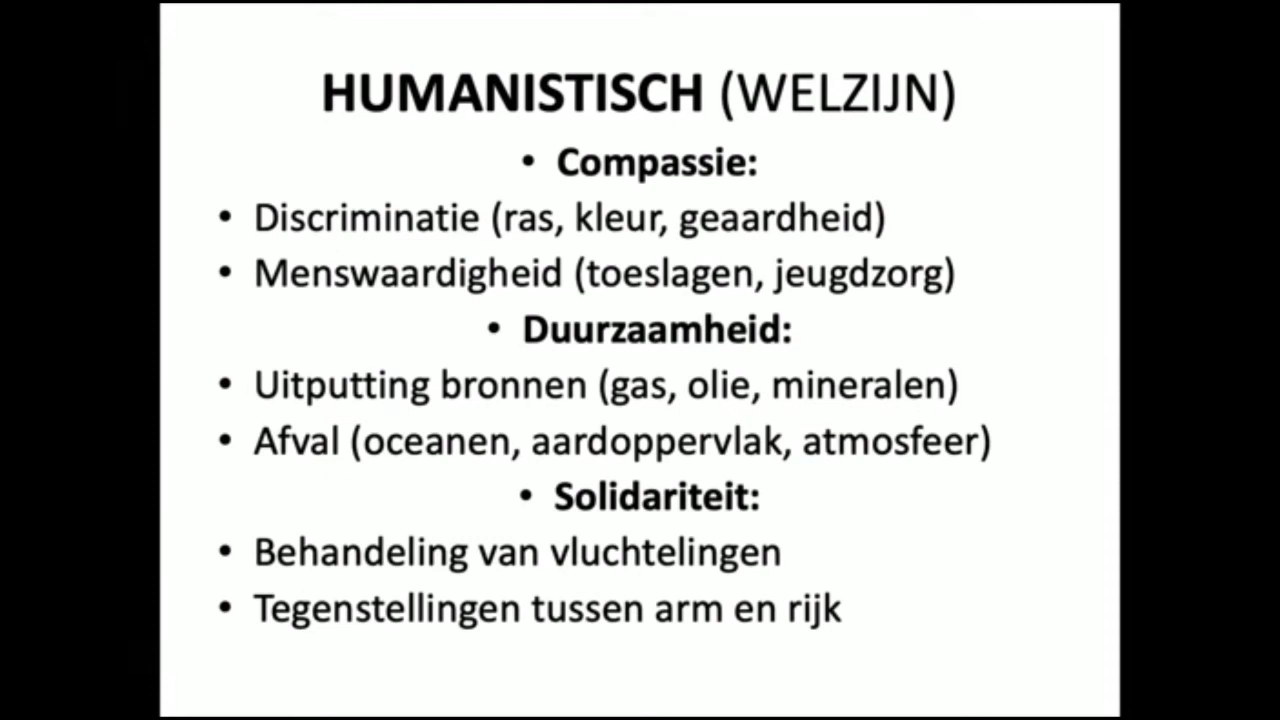 HUMANISTISCH (WELZIJN)
• Compassie:
• Discriminatie (ras, kleur, geaardheid)
• Menswaardigheid (toeslagen, jeugdzorg)
• Duurzaamheid:
• Uitputting bronnen (gas, olie, mineralen)
• Afval (oceanen, aardoppervlak, atmosfeer)
• Solidariteit:
• Behandeling van vluchtelingen
• Tegenstellingen tussen arm en rijk